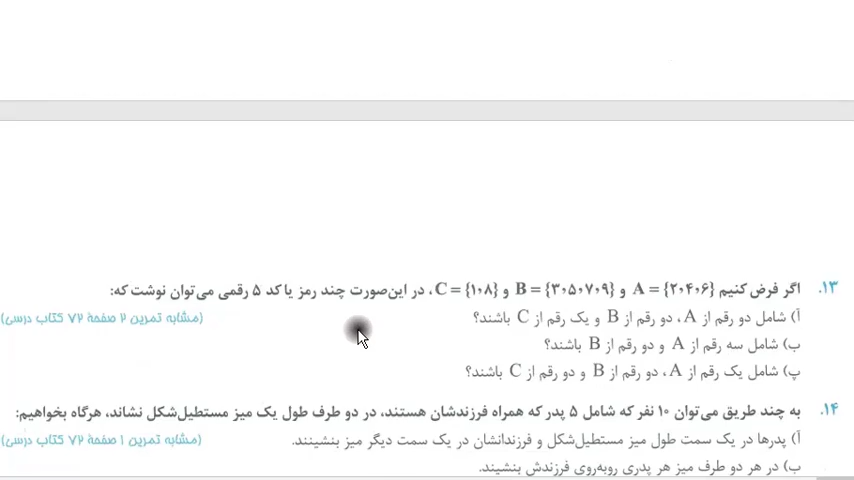 ۱۳. اگر فرض کنیم A = {۲,۴,۶} و B = {۳,۵,۷,۹} و C = {۱,۸}، در این‌صورت چند رمز یا کد ۵ رقمی می‌توان نوشت که:
آ) شامل دو رقم از A، دو رقم از B و یک رقم از C باشند؟ (مشابه تمرین ۲ صفحهٔ ۷۲ کتاب درسی)
ب) شامل سه رقم از A و دو رقم از B باشند؟
پ) شامل یک رقم از A، دو رقم از B و دو رقم از C باشند؟
۱۴. به چند طریق می‌توان ۱۰ نفر که شامل ۵ پدر که همراه فرزندشان هستند، در دو طرف طول یک میز مستطیل‌شکل نشاند، هرگاه بخواهیم:
آ) پدرها در یک سمت طول میز مستطیل‌شکل و فرزندانشان در یک سمت دیگر میز بنشینند. (مشابه تمرین ۱ صفحهٔ ۷۲ کتاب درسی)
ب) در هر دو طرف میز هر پدری روبه‌روی فرزندش بنشیند.